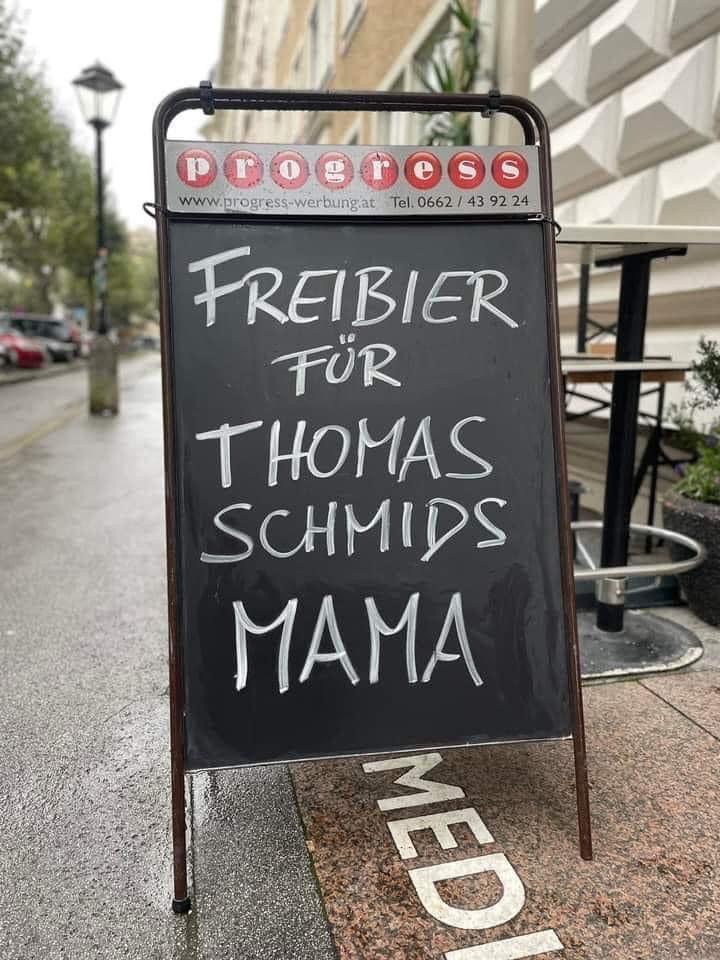 progress
www.progress-werbung.at Tel. 0662 / 43 92 24
FREIBIER
FÜR
THOMAS
SCHMIDS
MAMA
MEDI